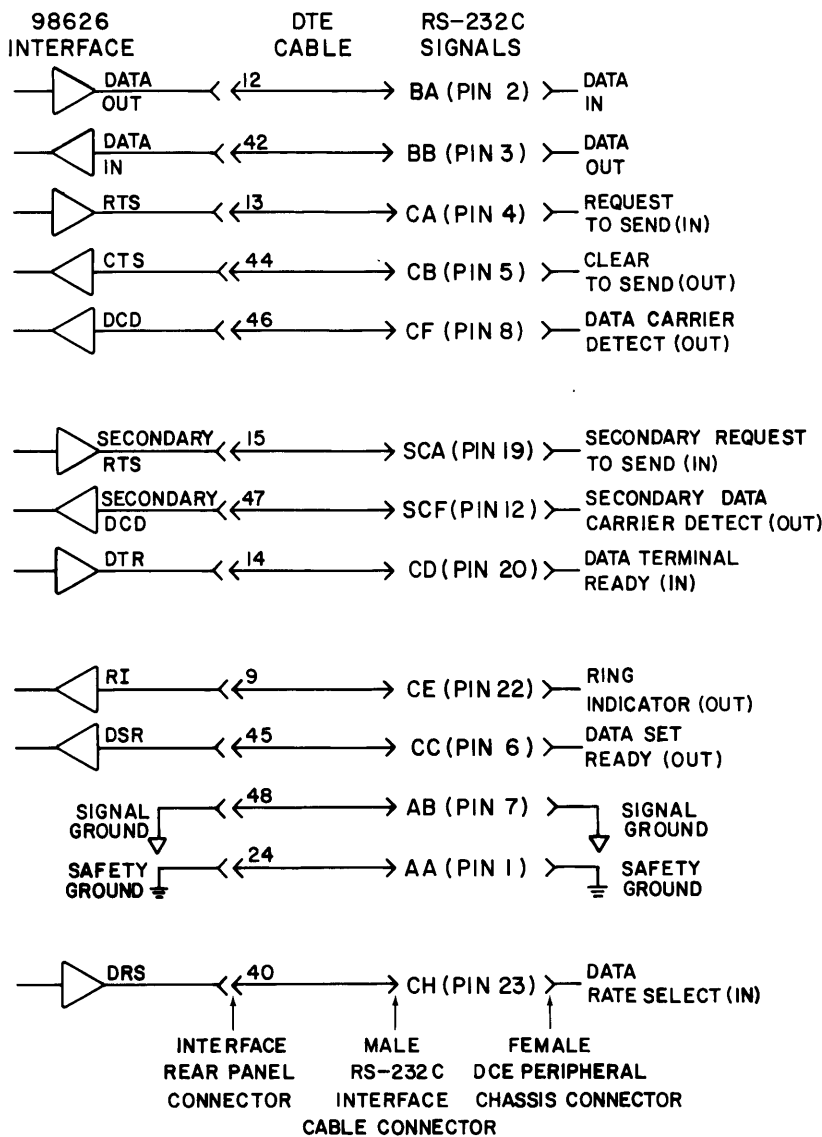 98626 INTERFACE
DTE CABLE
RS-232C SIGNALS
DATA OUT 12 BA (PIN 2) DATA IN
DATA IN 42 BB (PIN 3) DATA OUT
RTS 13 CA (PIN 4) REQUEST TO SEND (IN)
CTS 44 CB (PIN 5) CLEAR TO SEND (OUT)
DCD 46 CF (PIN 8) DATA CARRIER DETECT (OUT)
SECONDARY RTS 15 SCA (PIN 19) SECONDARY REQUEST TO SEND (IN)
SECONDARY DCD 47 SCF (PIN 12) SECONDARY DATA CARRIER DETECT (OUT)
DTR 14 CD (PIN 20) DATA TERMINAL READY (IN)
RI 9 CE (PIN 22) RING INDICATOR (OUT)
DSR 45 CC (PIN 6) DATA SET READY (OUT)
SIGNAL GROUND 48 AB (PIN 7) SIGNAL GROUND
SAFETY GROUND 24 AA (PIN 1) SAFETY GROUND
DRS 40 CH (PIN 23) DATA RATE SELECT (IN)
INTERFACE REAR PANEL CONNECTOR
MALE RS-232C INTERFACE CABLE CONNECTOR
FEMALE DCE PERIPHERAL CHASSIS CONNECTOR